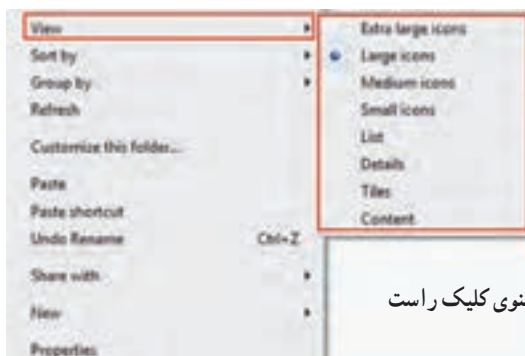 View
Sort by
Group by
Refresh
Customize this folder...
Paste
Paste shortcut
Undo Rename Ctrl+Z
Share with
New
Properties
Extra large icons
Large icons
Medium icons
Small icons
List
Details
Tiles
Content
کلیک راست